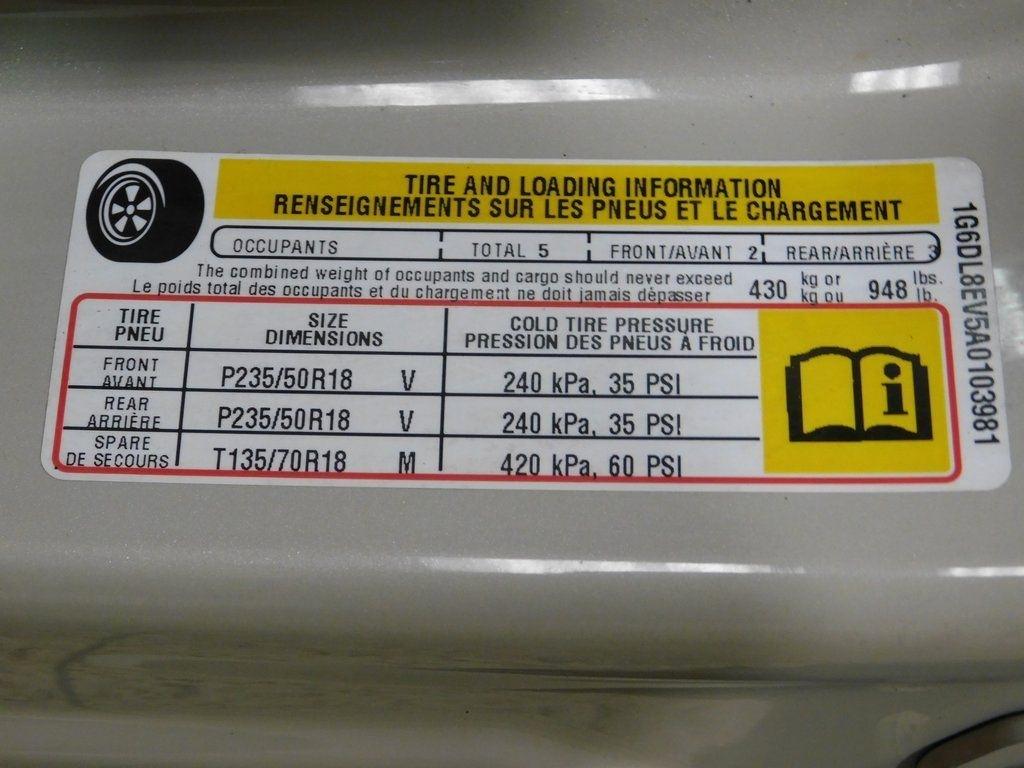 TIRE AND LOADING INFORMATION
RENSEIGNEMENTS SUR LES PNEUS ET LE CHARGEMENT
OCCUPANTS TOTAL 5 FRONT/AVANT 2 REAR/ARRIÈRE 3
The combined weight of occupants and cargo should never exceed 430 kg or 948 lbs.
Le poids total des occupants et du chargement ne doit jamais dépasser kg ou lb.
TIRE SIZE COLD TIRE PRESSURE
PNEU DIMENSIONS PRESSION DES PNEUS A FROID
FRONT
AVANT P235/50R18 V 240 kPa, 35 PSI
REAR
ARRIÈRE P235/50R18 V 240 kPa, 35 PSI
SPARE
DE SECOURS T135/70R18 M 420 kPa, 60 PSI
i
1G6DL8EV5A0103981